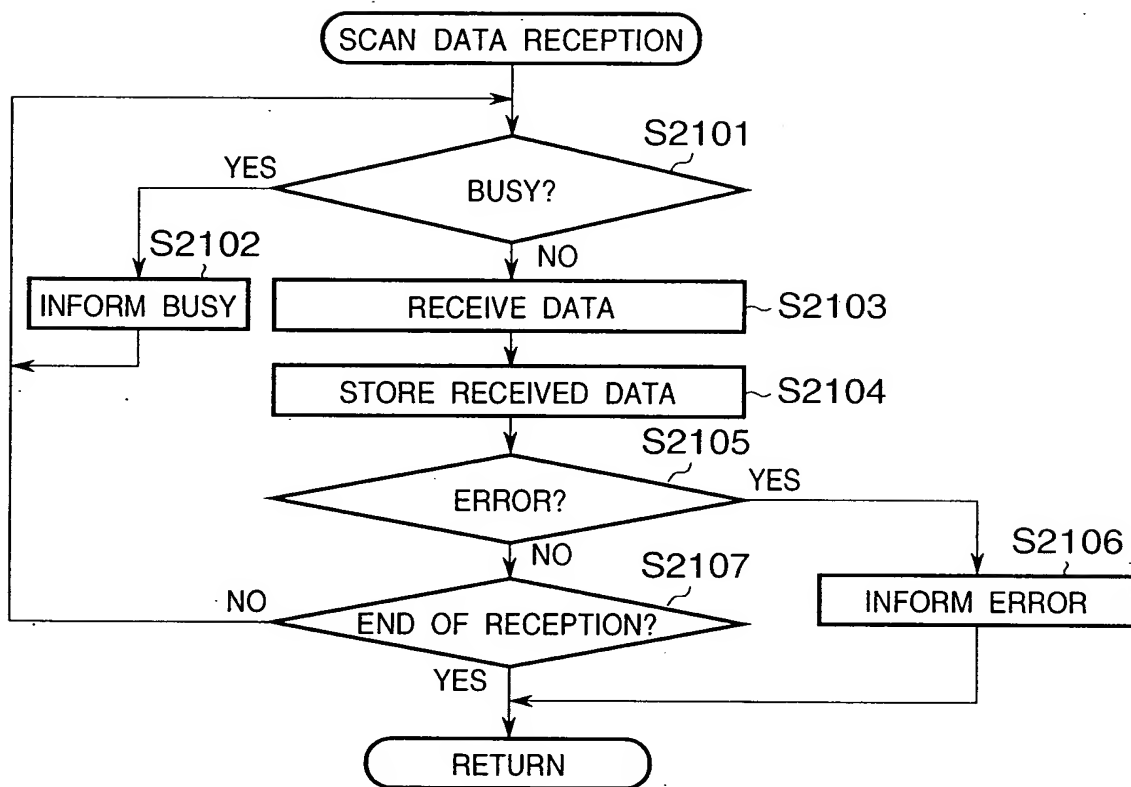 SCAN DATA RECEPTION
S2101
YES
BUSY?
S2102
NO
INFORM BUSY
RECEIVE DATA
S2103
STORE RECEIVED DATA
S2104
S2105
YES
ERROR?
S2106
NO
S2107
NO
INFORM ERROR
END OF RECEPTION?
YES
RETURN